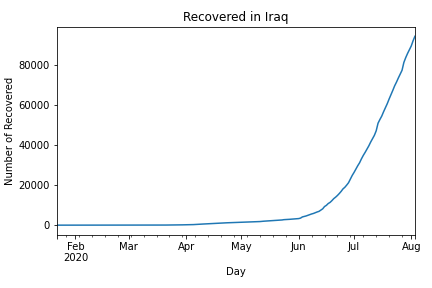 Recovered in Iraq
Number of Recovered
80000
60000
40000
20000
0
Feb Mar Apr May Jun Jul Aug
2020
Day